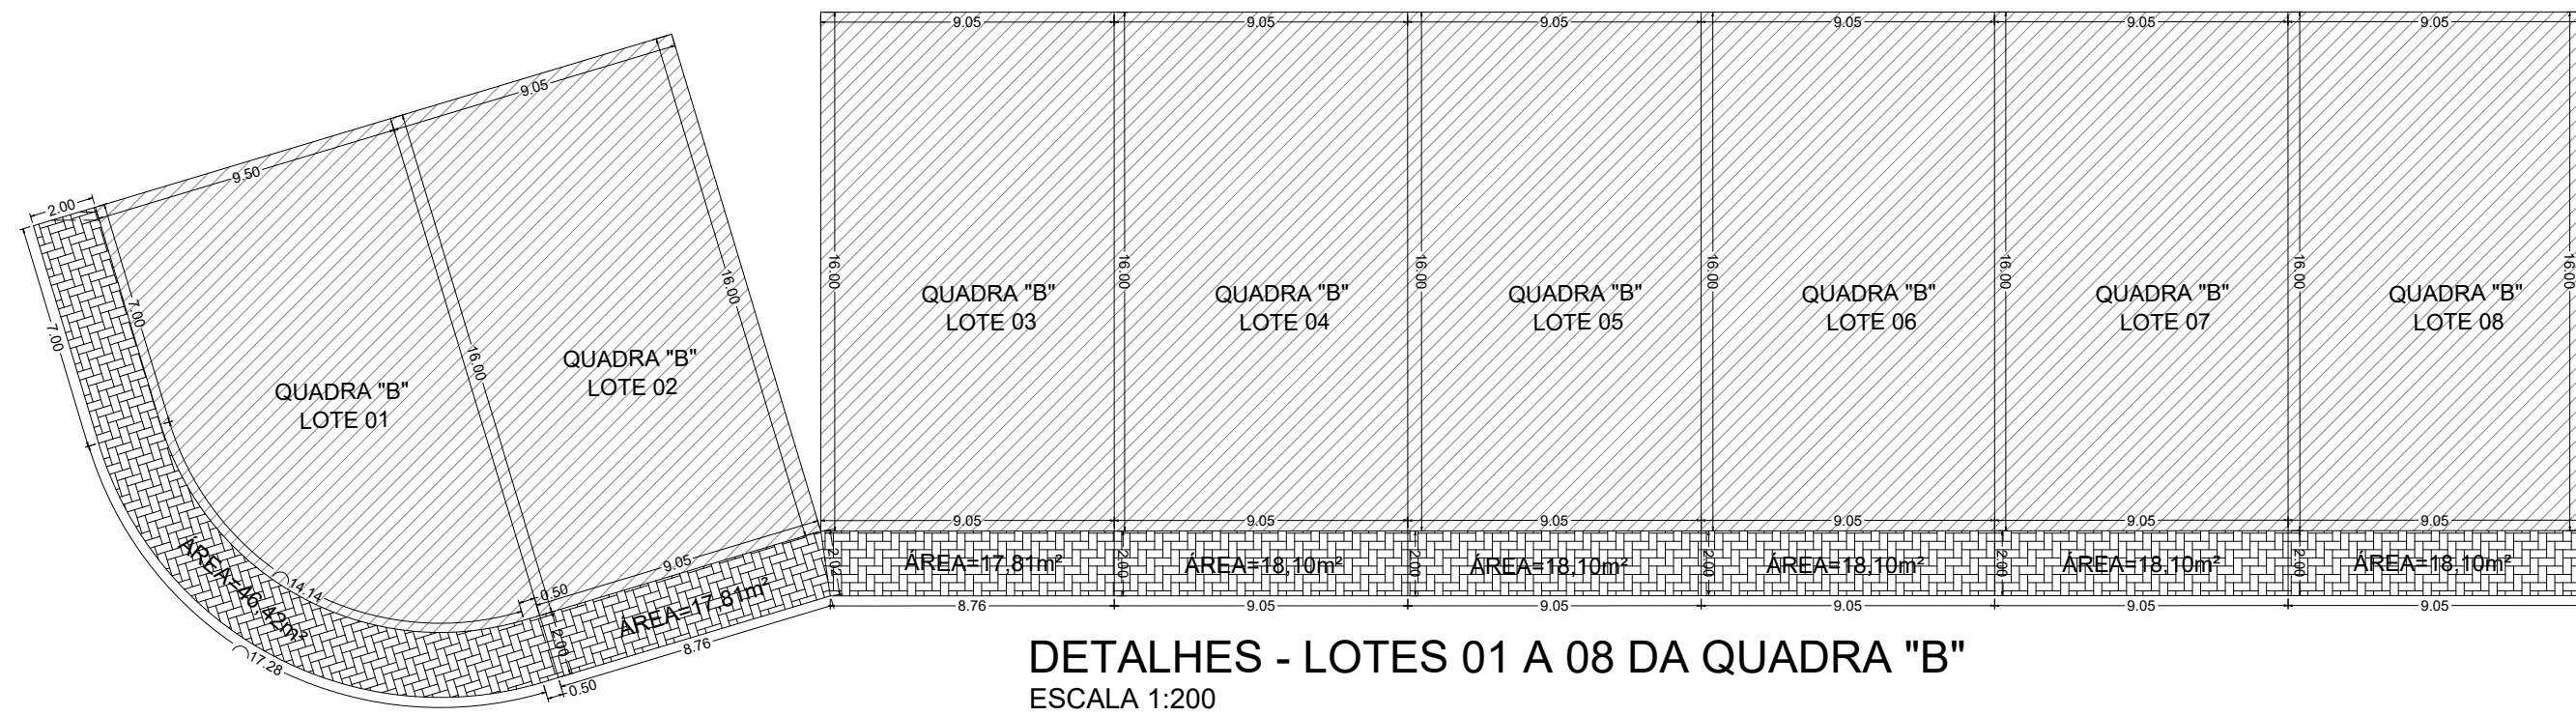 9.05
9.05
9.05
9.05
9.05
9.05
9.05
9.50
2.00
7.00
7.00
16.00
16.00
16.00
16.00
16.00
16.00
16.00
16.00
16.00
QUADRA "B"
LOTE 01
QUADRA "B"
LOTE 02
QUADRA "B"
LOTE 03
QUADRA "B"
LOTE 04
QUADRA "B"
LOTE 05
QUADRA "B"
LOTE 06
QUADRA "B"
LOTE 07
QUADRA "B"
LOTE 08
9.05
9.05
9.05
9.05
9.05
9.05
9.05
ÁREA=46,42m²
14.14
17.28
0.50
2.00
0.50
ÁREA=17,81m²
8.76
2.02
ÁREA=17,81m²
2.00
ÁREA=18,10m²
2.00
ÁREA=18,10m²
2.00
ÁREA=18,10m²
2.00
ÁREA=18,10m²
2.00
ÁREA=18,10m²
8.76
9.05
9.05
9.05
9.05
9.05
DETALHES - LOTES 01 A 08 DA QUADRA "B"
ESCALA 1:200